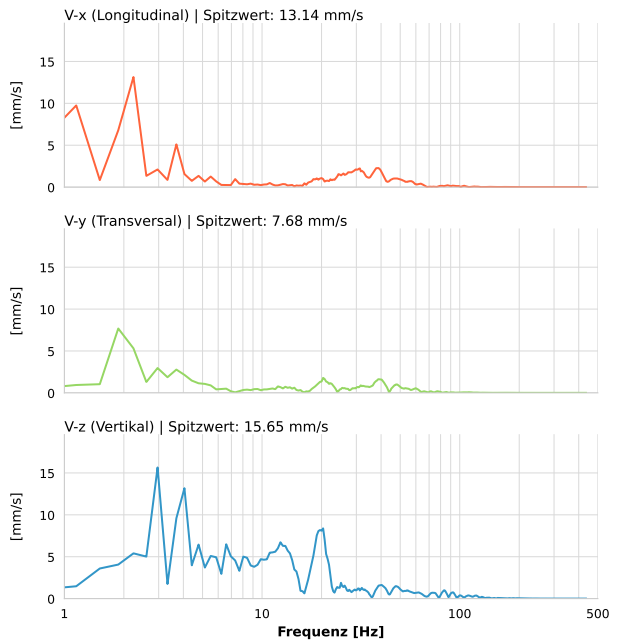 V-x (Longitudinal) | Spitzwert: 13.14 mm/s
15
10
5
0
[mm/s]
V-y (Transversal) | Spitzwert: 7.68 mm/s
15
10
5
0
[mm/s]
V-z (Vertikal) | Spitzwert: 15.65 mm/s
15
10
5
0
[mm/s]
1 10 100 500
Frequenz [Hz]